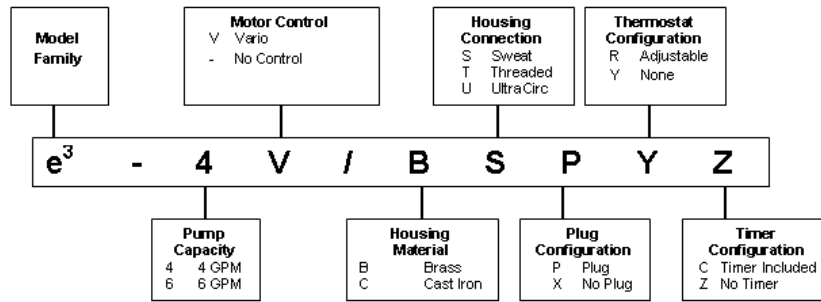 Model
Family
Motor Control
V Vario
- No Control
Housing
Connection
S Sweat
T Threaded
U UltraCirc
Thermostat
Configuration
R Adjustable
Y None
e³ - 4 V / B S P Y Z
Pump
Capacity
4 4 GPM
6 6 GPM
Housing
Material
B Brass
C Cast Iron
Plug
Configuration
P Plug
X No Plug
Timer
Configuration
C Timer Included
Z No Timer